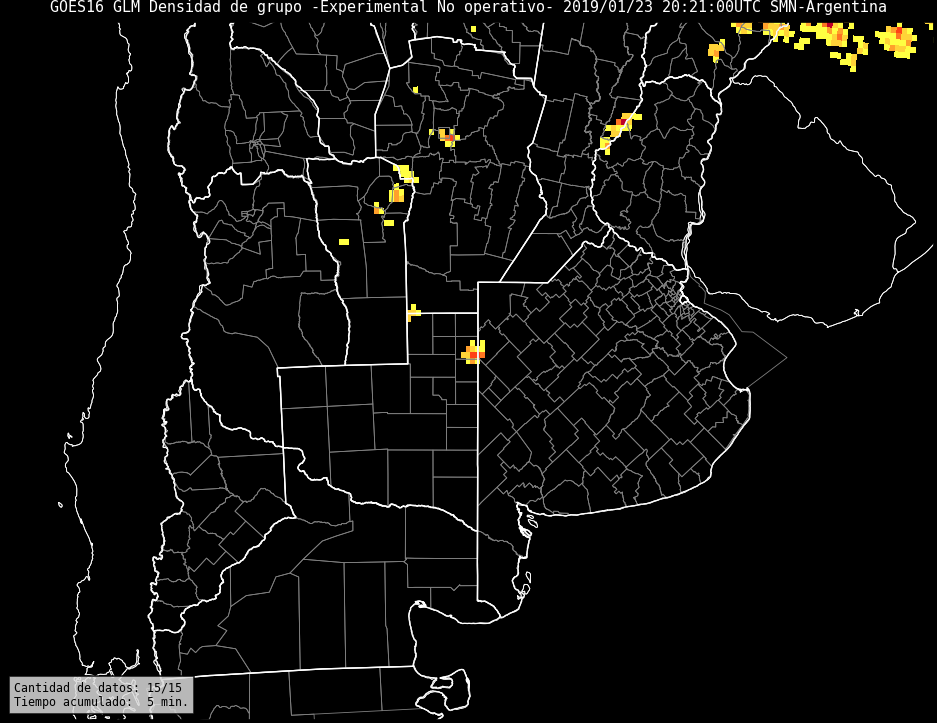 GOES16 GLM Densidad de grupo -Experimental No operativo- 2019/01/23 20:21:00UTC SMN-Argentina
Cantidad de datos: 15/15
Tiempo acumulado:  5 min.